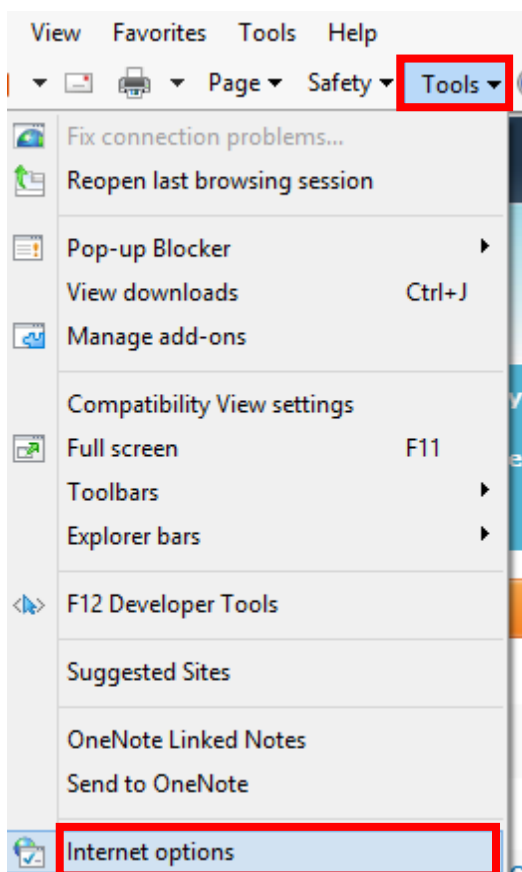 View Favorites Tools Help
Page Safety Tools
Fix connection problems...
Reopen last browsing session
Pop-up Blocker
View downloads Ctrl+J
Manage add-ons
Compatibility View settings
Full screen F11
Toolbars
Explorer bars
F12 Developer Tools
Suggested Sites
OneNote Linked Notes
Send to OneNote
Internet options